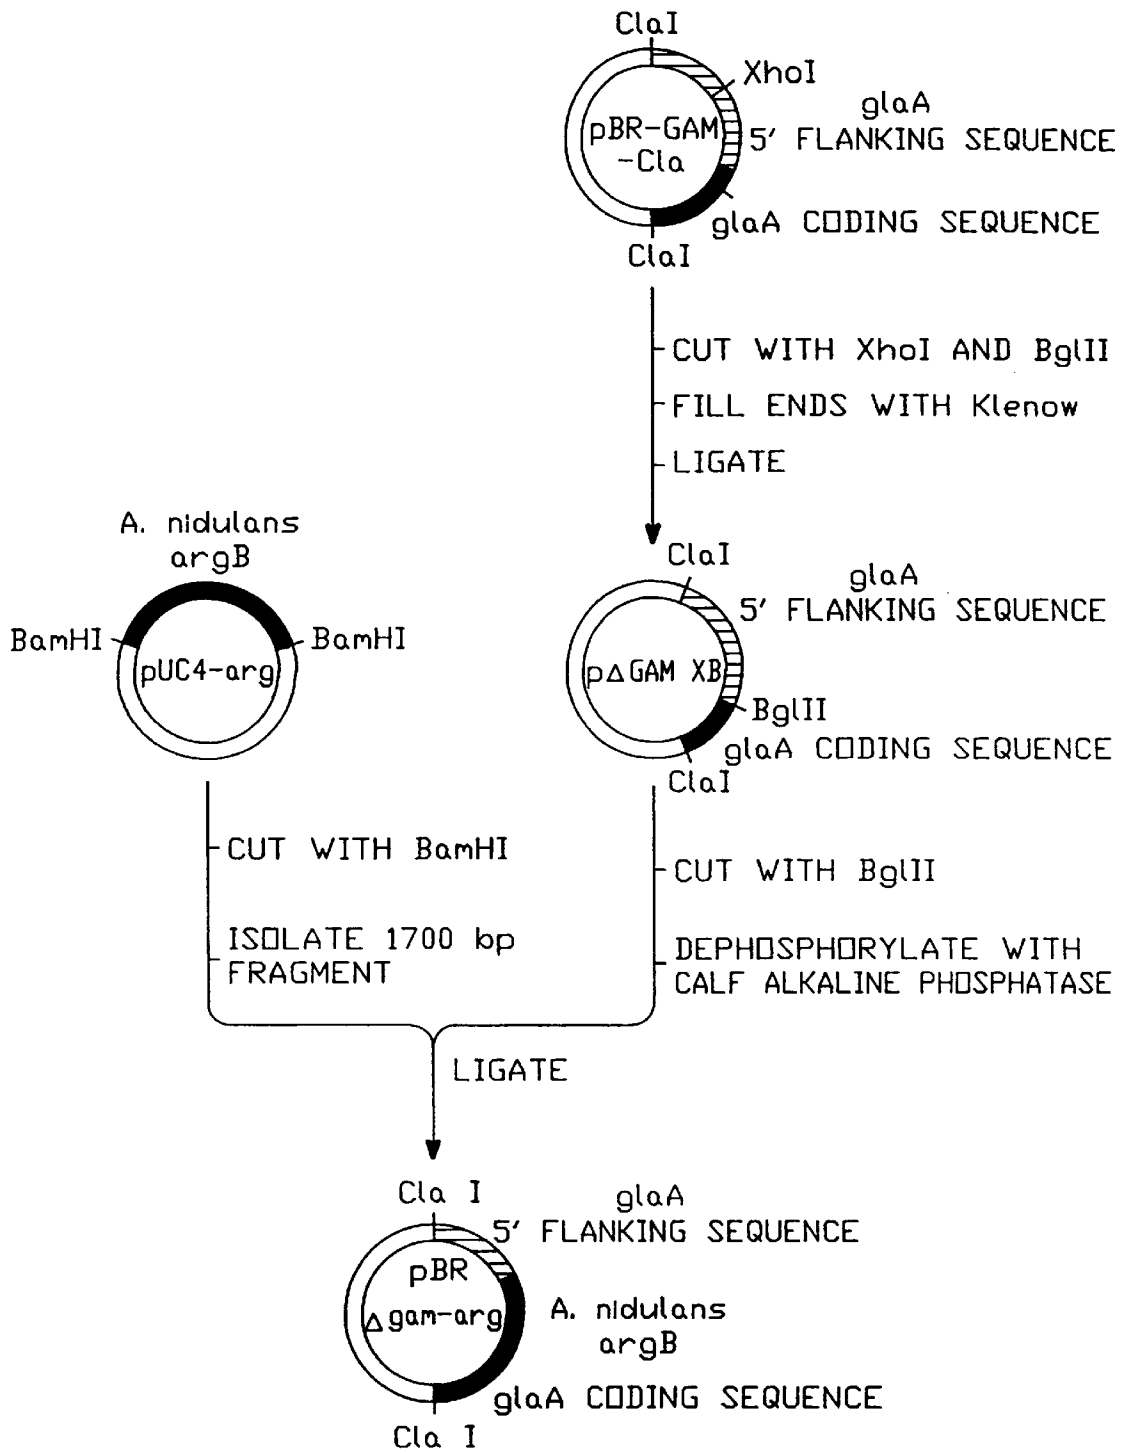 ClaI
XhoI
glaA
5' FLANKING SEQUENCE
pBR-GAM
-Cla
glaA CODING SEQUENCE
ClaI
CUT WITH XhoI AND BglII
FILL ENDS WITH Klenow
LIGATE
A. nidulans
argB
BamHI
BamHI
pUC4-arg
ClaI
glaA
5' FLANKING SEQUENCE
p∆GAM XB
BglII
glaA CODING SEQUENCE
ClaI
CUT WITH BamHI
ISOLATE 1700 bp
FRAGMENT
CUT WITH BglII
DEPHOSPHORYLATE WITH
CALF ALKALINE PHOSPHATASE
LIGATE
Cla I
glaA
5' FLANKING SEQUENCE
pBR
∆gam-arg
A. nidulans
argB
glaA CODING SEQUENCE
Cla I